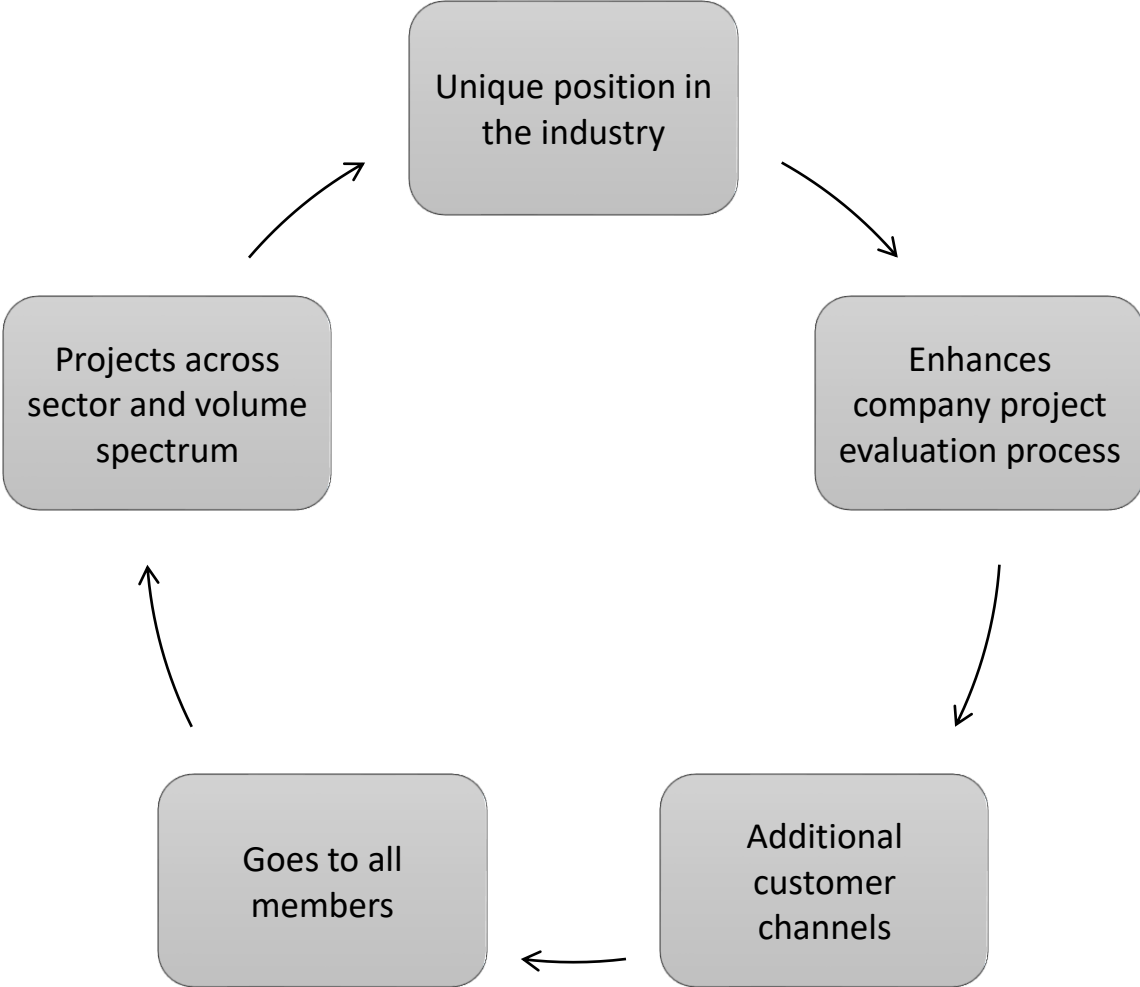 Unique position in
the industry
Enhances
company project
evaluation process
Additional
customer
channels
Goes to all
members
Projects across
sector and volume
spectrum